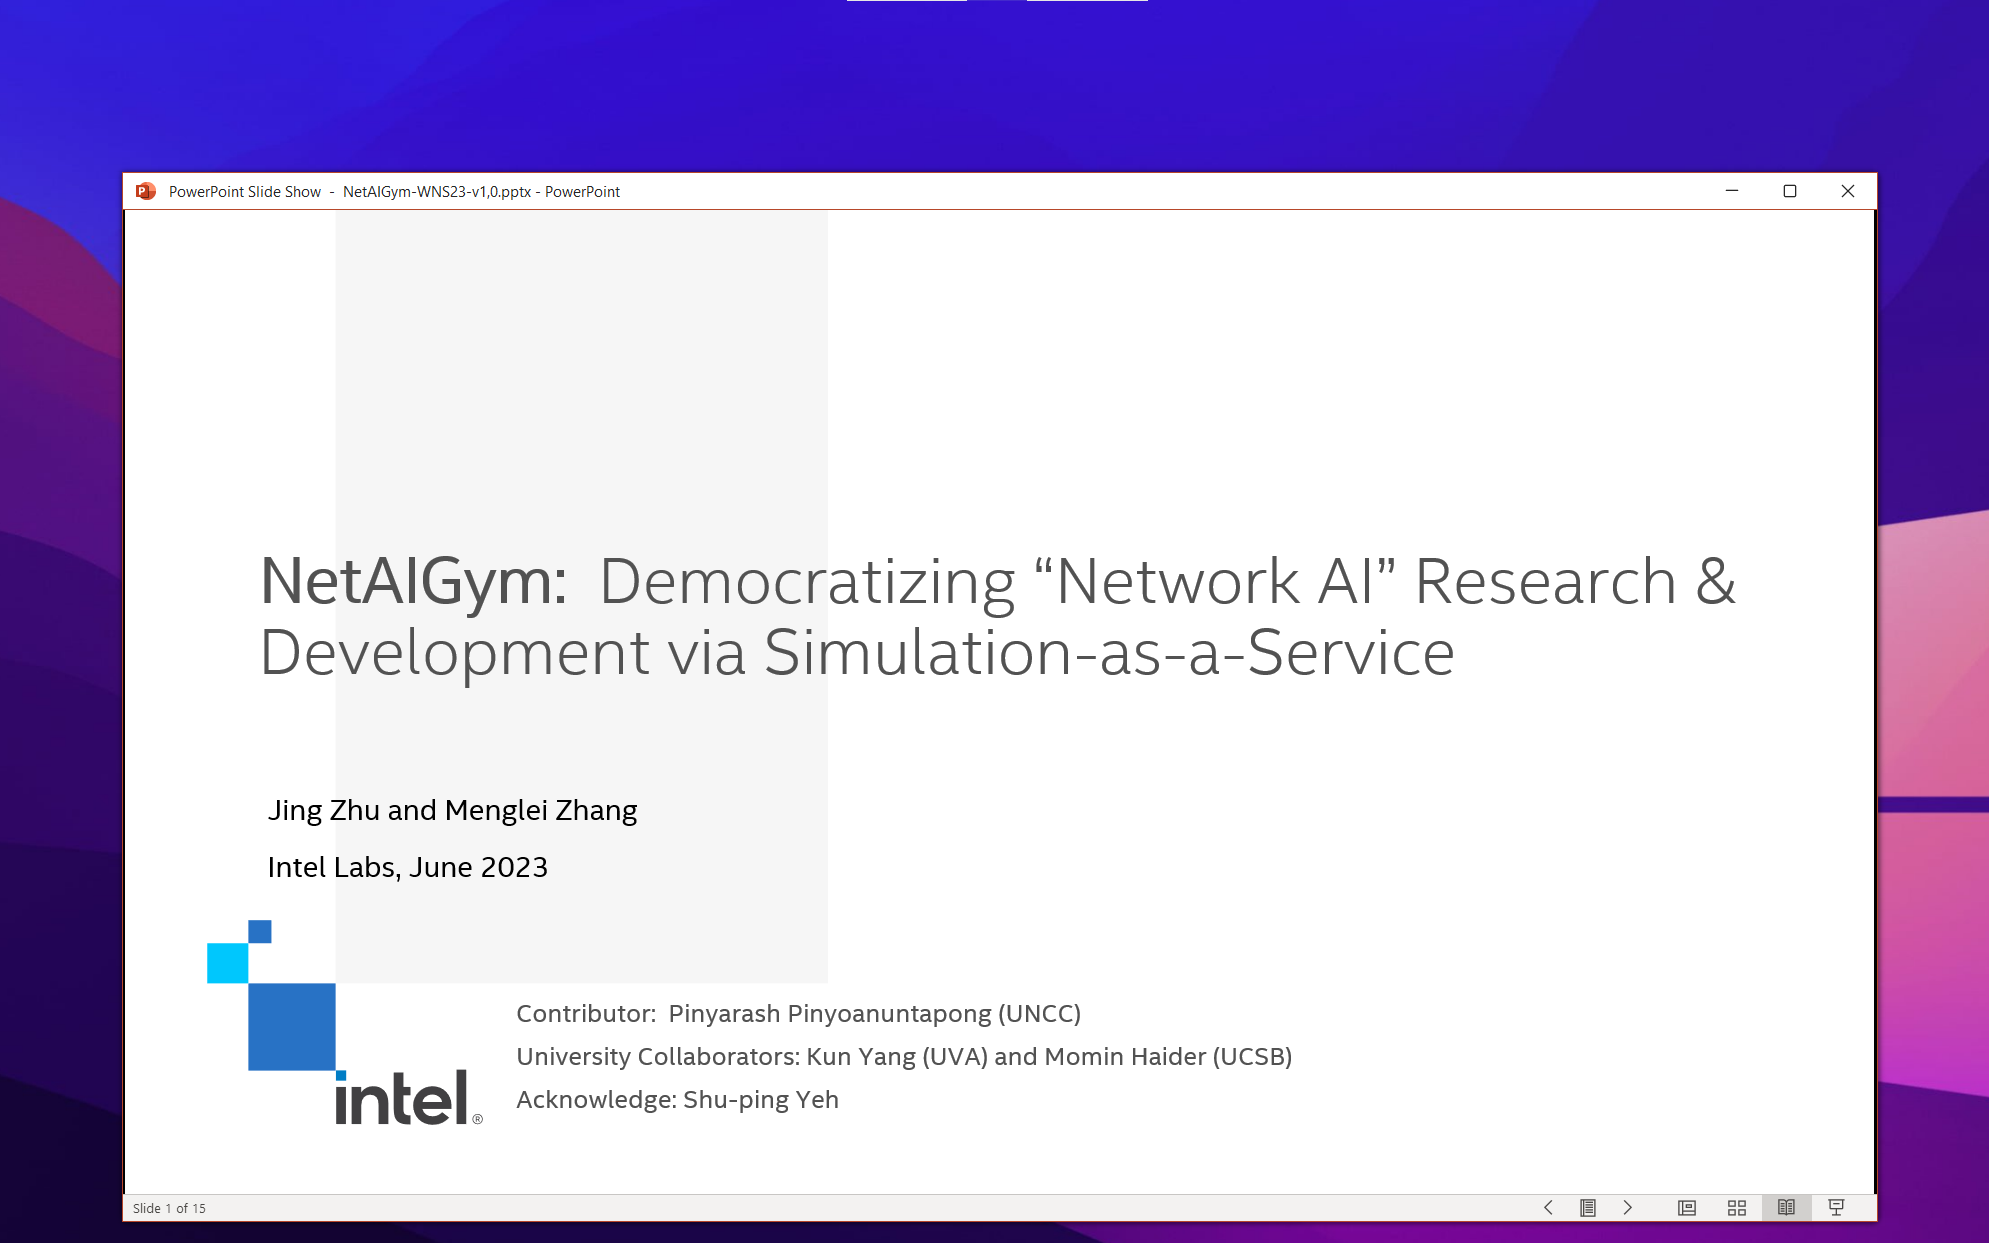 PowerPoint Slide Show  -  NetAIGym-WNS23-v1,0.pptx - PowerPoint
NetAIGym:  Democratizing “Network AI” Research &
Development via Simulation-as-a-Service
Jing Zhu and Menglei Zhang
Intel Labs, June 2023
intel®
Contributor:  Pinyarash Pinyoanuntapong (UNCC)
University Collaborators: Kun Yang (UVA) and Momin Haider (UCSB)
Acknowledge: Shu-ping Yeh
Slide 1 of 15